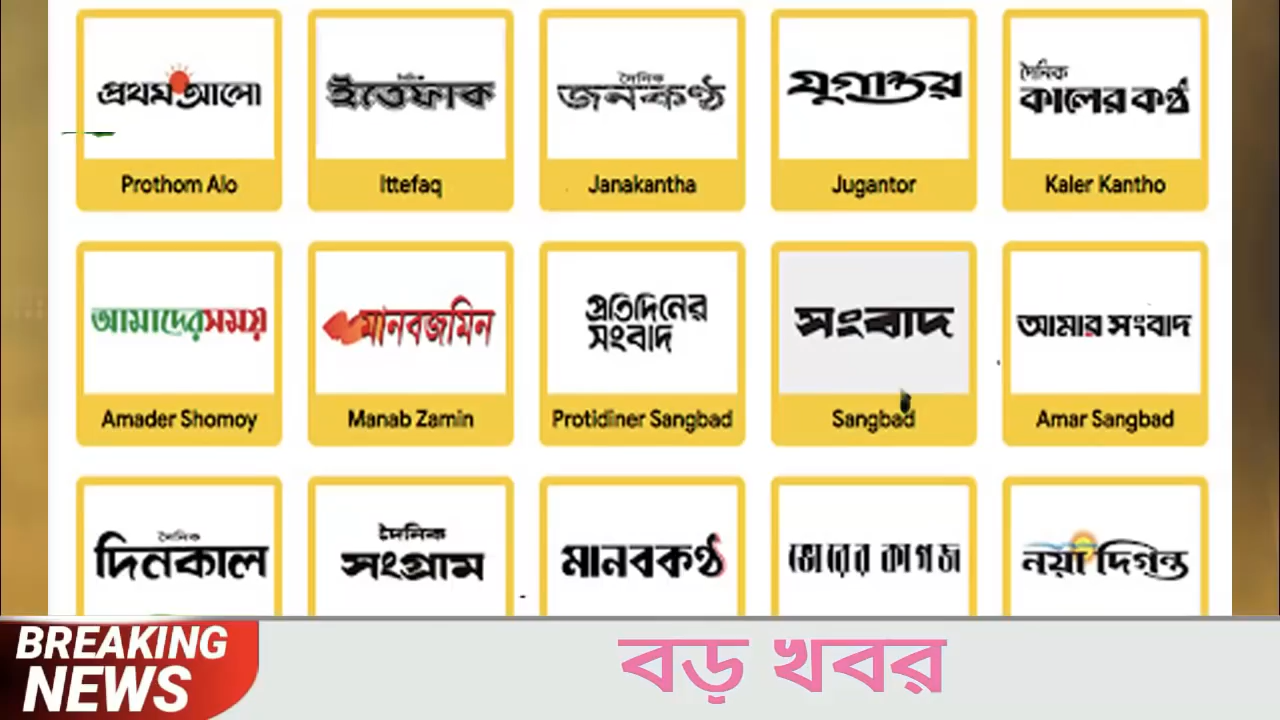 প্রথম আলো
দৈনিক
ইত্তেফাক
দৈনিক
জনকণ্ঠ
যুগান্তর
দৈনিক
কালের কণ্ঠ
Prothom Alo
Ittefaq
Janakantha
Jugantor
Kaler Kantho
আমাদের সময়
মানবজমিন
প্রতিদিনের
সংবাদ
সংবাদ
আমার সংবাদ
Amader Shomoy
Manab Zamin
Protidiner Sangbad
Sangbad
Amar Sangbad
দৈনিক
দিনকাল
দৈনিক
সংগ্রাম
মানবকণ্ঠ
ভোরের কাগজ
নয়া দিগন্ত
BREAKING
NEWS
বড় খবর